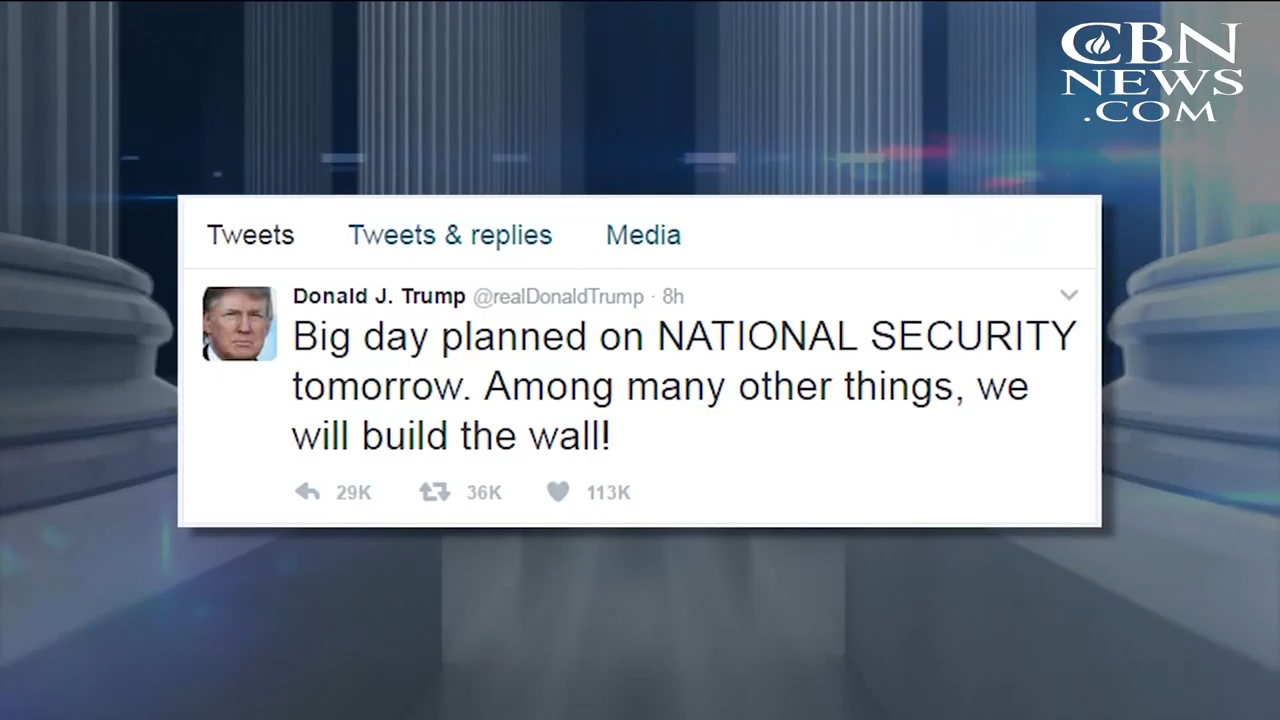 CBN
NEWS
.COM
Tweets Tweets & replies Media
Donald J. Trump @realDonaldTrump · 8h
Big day planned on NATIONAL SECURITY
tomorrow. Among many other things, we
will build the wall!
29K 36K 113K